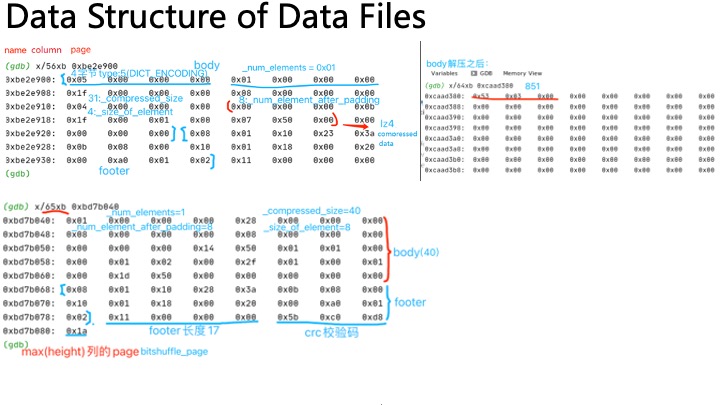 Data Structure of Data Files
name column page
(gdb) x/56xb 0xbe2e900
body
_num_elements = 0x01
4字节 type:5(DICT_ENCODING)
0xbe2e900: 0x05 0x00 0x00 0x00 0x01 0x00 0x00 0x00
0xbe2e908: 0x1f 0x00 0x00 0x00 0x08 0x00 0x00 0x00
31:_compressed_size
8:_num_element_after_padding
0xbe2e910: 0x04 0x00 0x00 0x00 0x00 0x00 0x00 0x0b
4:_size_of_element
0xbe2e918: 0x1f 0x00 0x01 0x00 0x07 0x50 0x00 0x00
lz4
comoressed
data
0xbe2e920: 0x00 0x00 0x00 0x00 0x08 0x01 0x10 0x23 0x3a
0xbe2e928: 0x0b 0x08 0x00 0x10 0x01 0x18 0x00 0x20
0xbe2e930: 0x00 0xa0 0x01 0x02 0x11 0x00 0x00 0x00
(gdb)
footer
body解压之后：
Variables GDB Memory View
(gdb) x/64xb 0xcaad380
851
0xcaad380: 0x53 0x03 0x00 0x00 0x00 0x00 0x00 0x00
0xcaad388: 0x00 0x00 0x00 0x00 0x00 0x00 0x00 0x00
0xcaad390: 0x00 0x00 0x00 0x00 0x00 0x00 0x00 0x00
0xcaad398: 0x00 0x00 0x00 0x00 0x00 0x00 0x00 0x00
0xcaad3a0: 0x00 0x00 0x00 0x00 0x00 0x00 0x00 0x00
0xcaad3a8: 0x00 0x00 0x00 0x00 0x00 0x00 0x00 0x00
0xcaad3b0: 0x00 0x00 0x00 0x00 0x00 0x00 0x00 0x00
0xcaad3b8: 0x00 0x00 0x00 0x00 0x00 0x00 0x00 0x00
(gdb) x/65xb 0xbd7b040
_num_elements=1
_compressed_size=40
0xbd7b040: 0x01 0x00 0x00 0x00 0x28 0x00 0x00 0x00
_num_element_after_padding=8
_size_of_element=8
0xbd7b048: 0x08 0x00 0x00 0x00 0x08 0x00 0x00 0x00
0xbd7b050: 0x00 0x00 0x00 0x14 0x50 0x01 0x01 0x00
0xbd7b058: 0x00 0x01 0x02 0x00 0x2f 0x01 0x00 0x01
0xbd7b060: 0x00 0x1d 0x50 0x00 0x00 0x00 0x00 0x00
body(40)
0xbd7b068: 0x08 0x01 0x10 0x28 0x3a 0x0b 0x08 0x00
0xbd7b070: 0x10 0x01 0x18 0x00 0x20 0x00 0xa0 0x01
footer
0xbd7b078: 0x02 0x11 0x00 0x00 0x00 0x5b 0xc0 0xd8
0xbd7b080: 0x1a
footer 长度 17
crc 校验码
(gdb)
max(height) 列的 page bitshuffle_page